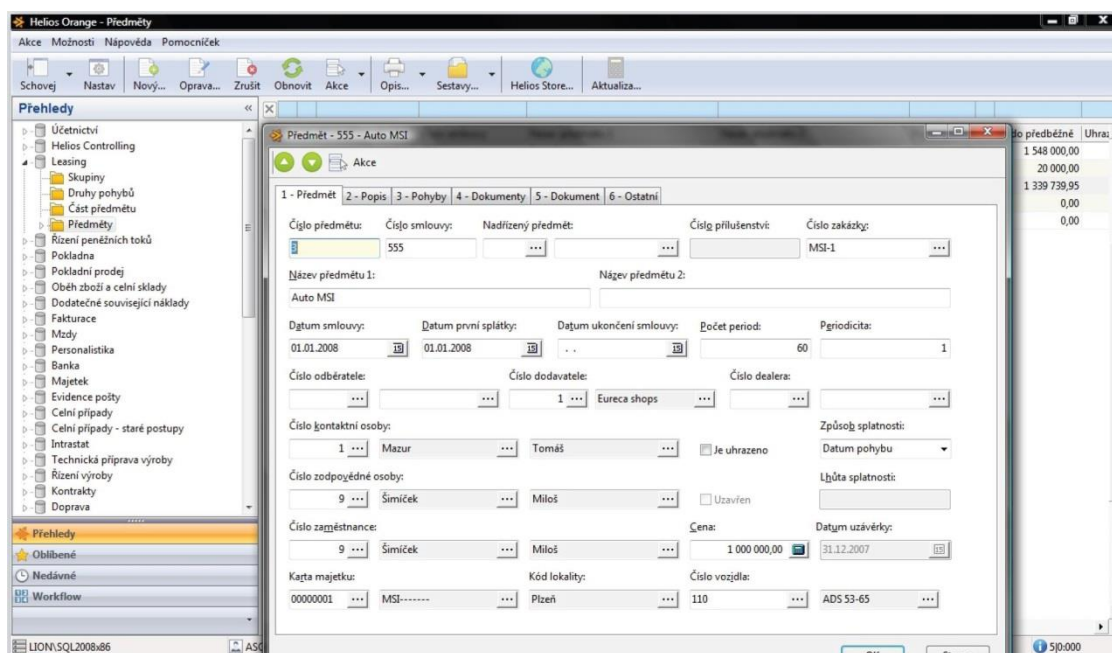 Helios Orange - Předměty
Akce Možnosti Nápověda Pomocníček
Schovej Nastav Nový... Oprava... Zrušit Obnovit Akce Opis... Sestavy... Helios Store... Aktualiza...
Přehledy
Účetnictví
Helios Controlling
Leasing
Skupiny
Druhy pohybů
Část předmětu
Předměty
Řízení peněžních toků
Pokladna
Pokladní prodej
Oběh zboží a celní sklady
Dodatečné související náklady
Fakturace
Mzdy
Personalistika
Banka
Majetek
Evidence pošty
Celní případy
Celní případy - staré postupy
Intrastat
Technická příprava výroby
Řízení výroby
Kontrakty
Doprava
Přehledy
Oblíbené
Nedávné
Workflow
LION\SQL2008x86
5|0:000
do předběžné
1 548 000,00
20 000,00
1 339 739,95
0,00
0,00
Předmět - 555 - Auto MSI
Akce
1 - Předmět 2 - Popis 3 - Pohyby 4 - Dokumenty 5 - Dokument 6 - Ostatní
Číslo předmětu: Číslo smlouvy: Nadřízený předmět: Číslo příslušenství: Číslo zakázky:
3 555 ... ... MSI-1 ...
Název předmětu 1: Název předmětu 2:
Auto MSI
Datum smlouvy: Datum první splátky: Datum ukončení smlouvy: Počet period: Periodicita:
01.01.2008 15 01.01.2008 15 . . 15 60 1
Číslo odběratele: Číslo dodavatele: Číslo dealera:
... ... 1 ... Eureca shops ... ... ...
Číslo kontaktní osoby: Způsob splatnosti:
1 ... Mazur ... Tomáš ... Je uhrazeno Datum pohybu
Číslo zodpovědné osoby: Lhůta splatnosti:
9 ... Šimíček ... Miloš ... Uzavřen
Číslo zaměstnance: Cena: Datum uzávěrky:
9 ... Šimíček ... Miloš ... 1 000 000,00 31.12.2007 15
Karta majetku: Kód lokality: Číslo vozidla:
00000001 ... MSI------- ... Plzeň ... 110 ... ADS 53-65 ...